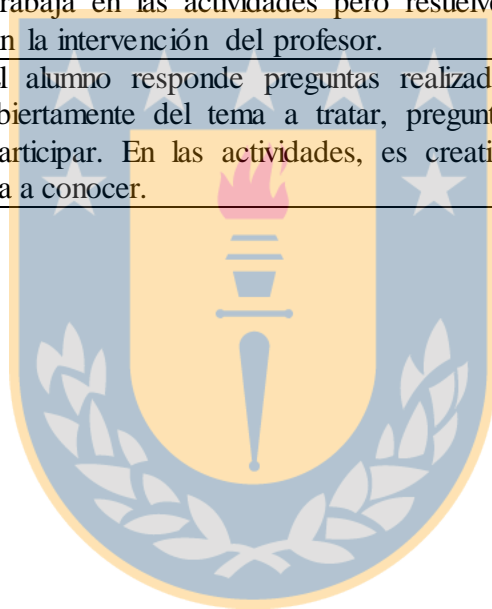 trabaja en las actividades pero resuelve
n la intervención del profesor.
l alumno responde preguntas realizad
biertamente del tema a tratar, pregunt
articipar. En las actividades, es creati
a a conocer.